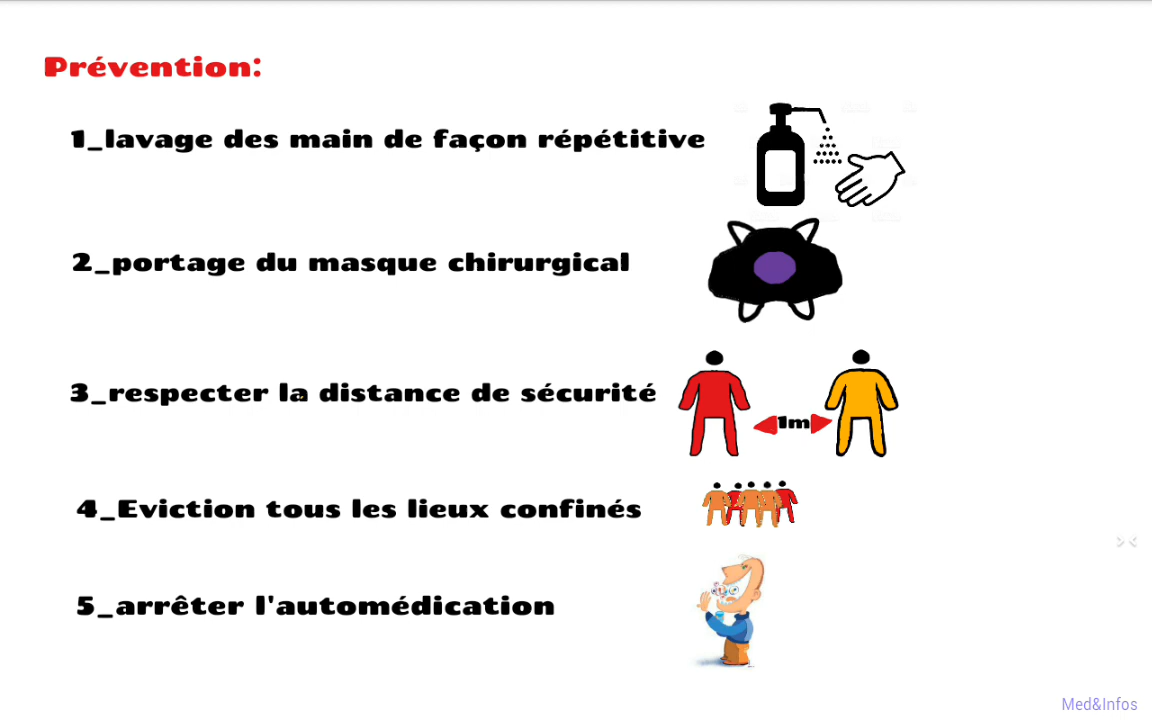 Prévention:
1_lavage des main de façon répétitive
2_portage du masque chirurgical
3_respecter la distance de sécurité
1m
4_Eviction tous les lieux confinés
5_arrêter l'automédication
Med&Infos